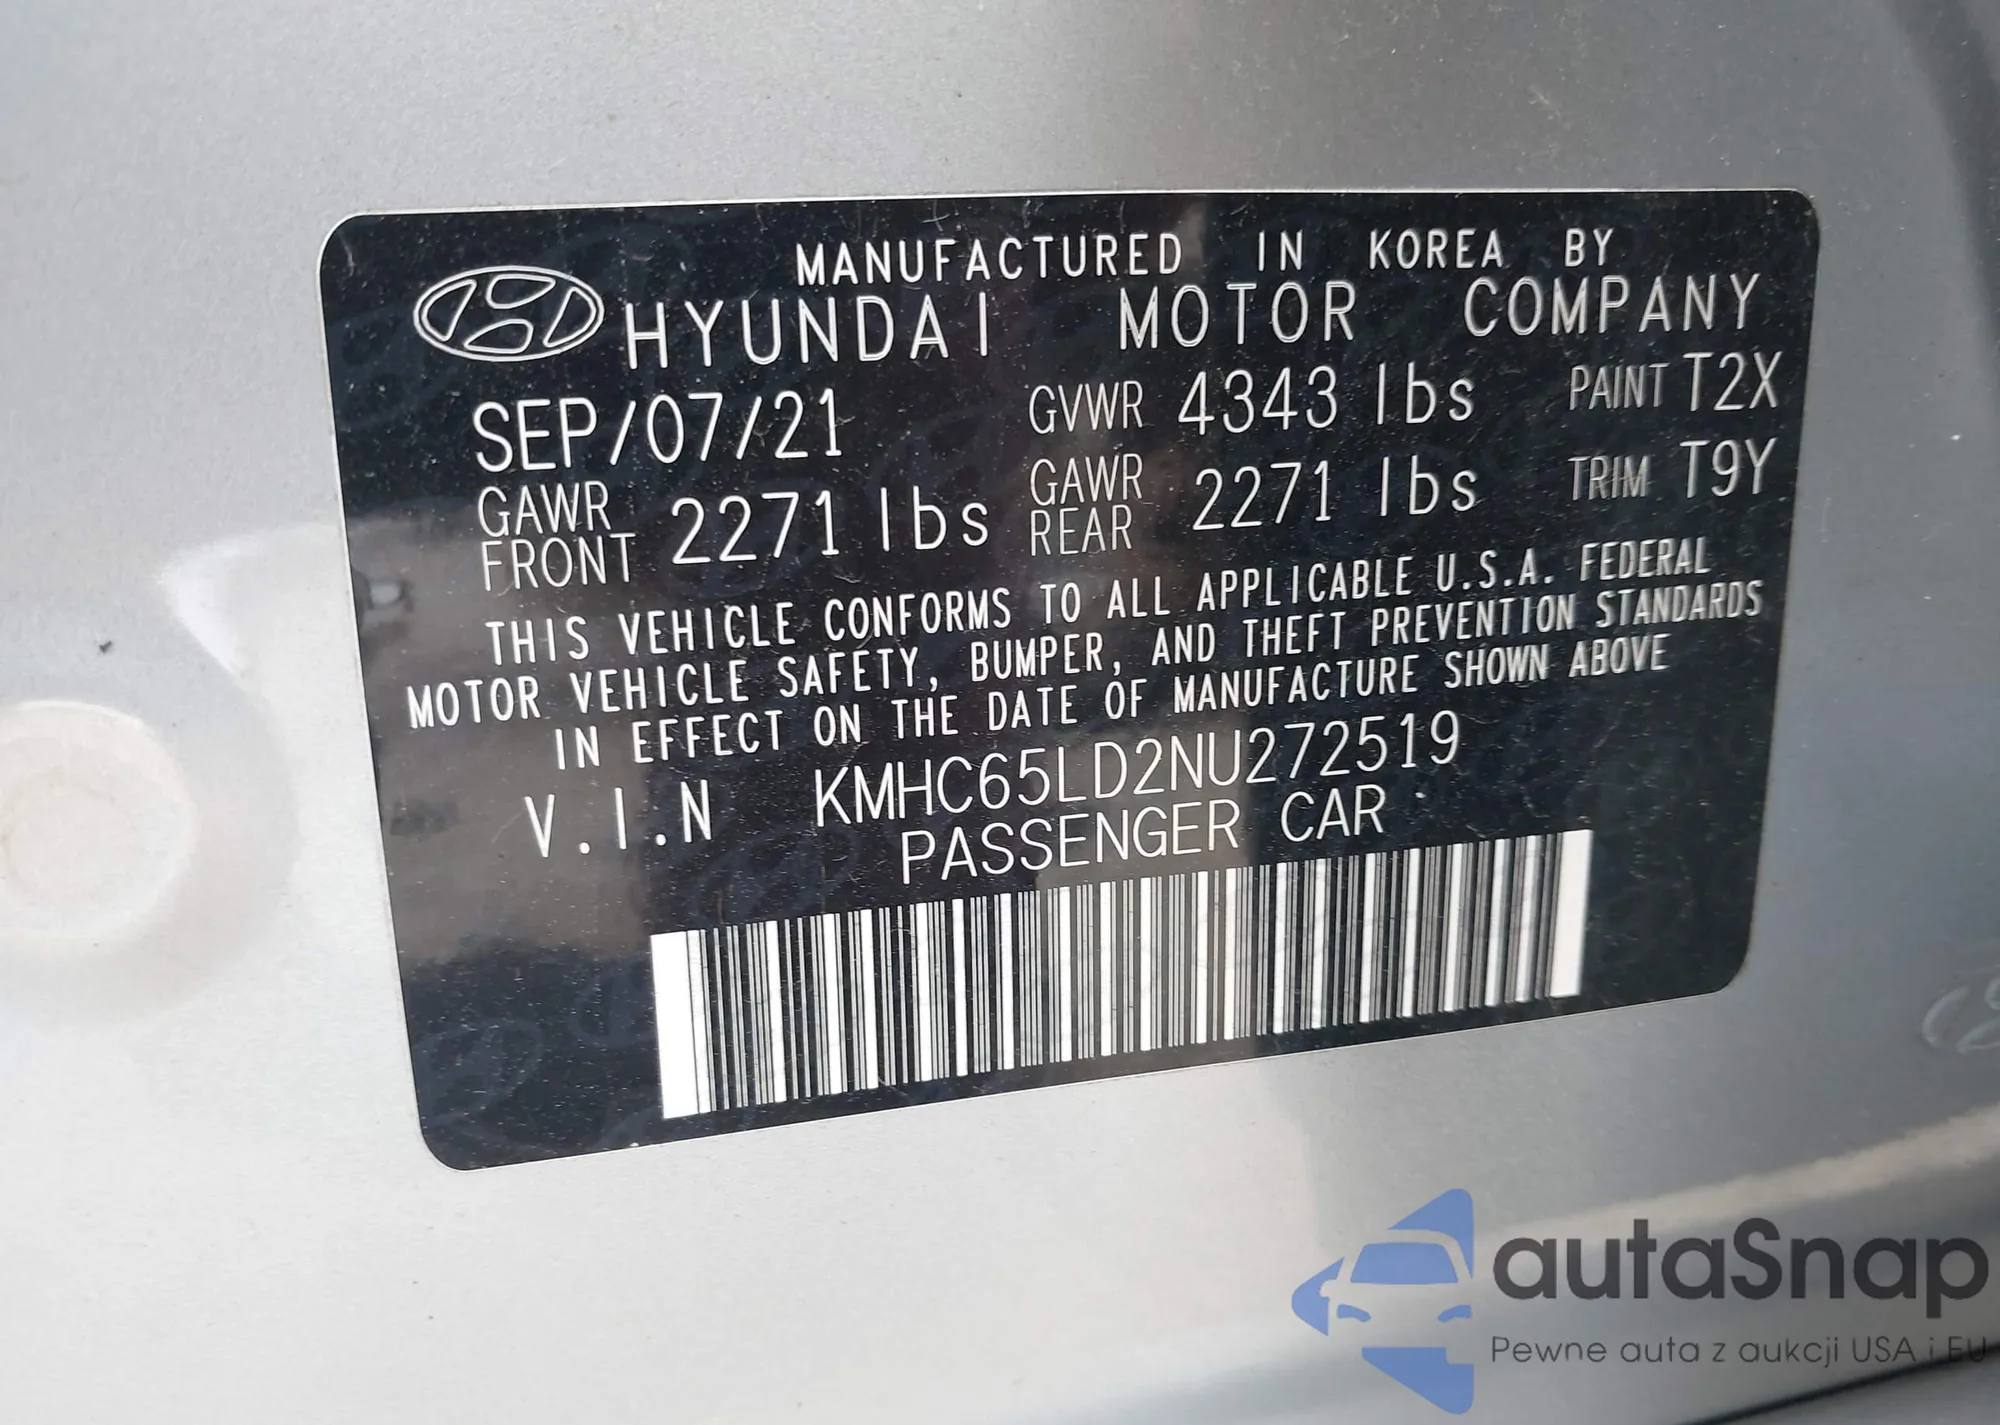 MANUFACTURED IN KOREA BY
HYUNDAI MOTOR COMPANY
SEP/07/21 GVWR 4343 lbs PAINT T2X
GAWR FRONT 2271 lbs GAWR REAR 2271 lbs TRIM T9Y
THIS VEHICLE CONFORMS TO ALL APPLICABLE U.S.A. FEDERAL
MOTOR VEHICLE SAFETY, BUMPER, AND THEFT PREVENTION STANDARDS
IN EFFECT ON THE DATE OF MANUFACTURE SHOWN ABOVE
V.I.N KMHC65LD2NU272519
PASSENGER CAR
autaSnap
Pewne auta z aukcji USA i EU